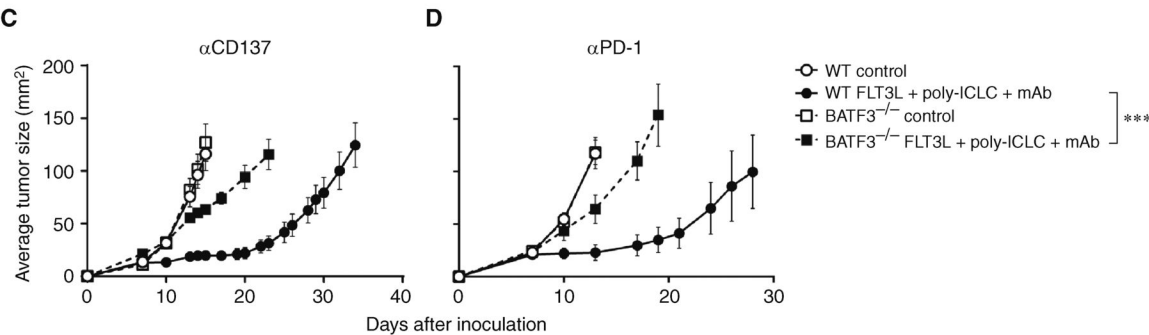 C
αCD137
Average tumor size (mm²)
200
150
100
50
0
0 10 20 30 40
D
αPD-1
0 10 20 30
Days after inoculation
WT control
WT FLT3L + poly-ICLC + mAb
BATF3⁻/⁻ control
BATF3⁻/⁻ FLT3L + poly-ICLC + mAb
***